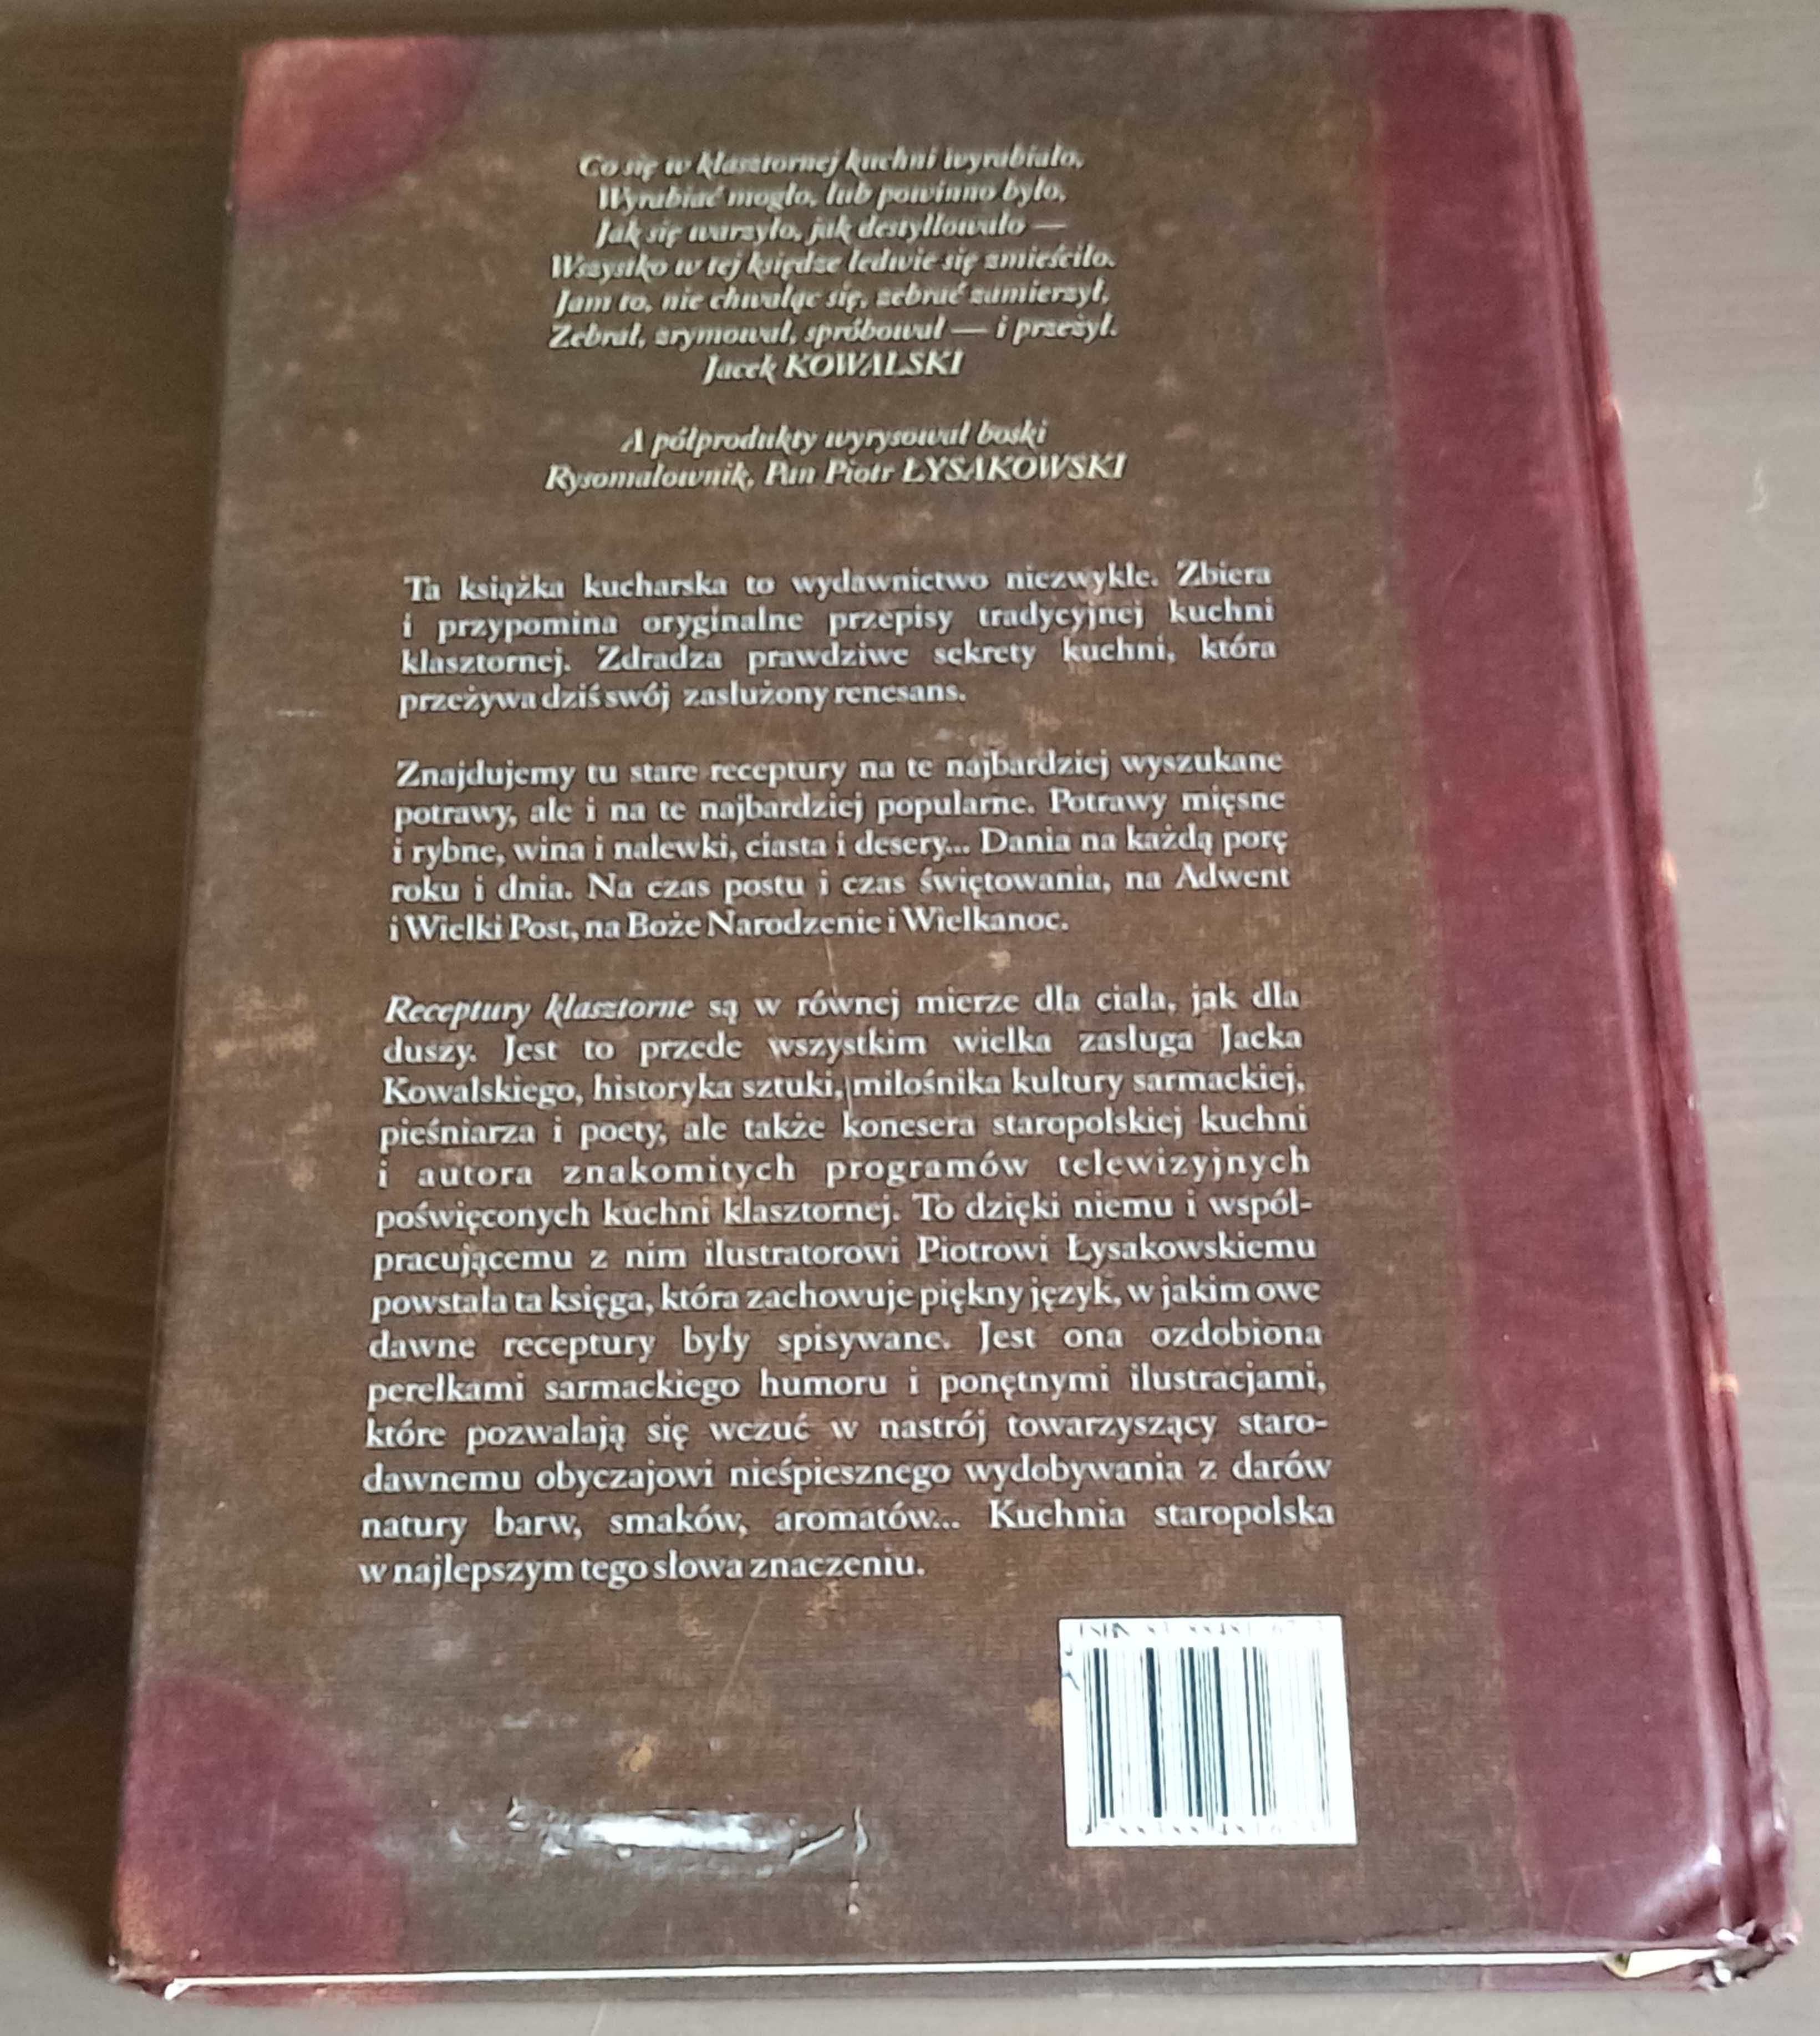 Co się w klasztornej kuchni wyrabiało,
Wyrabiać mogło, lub powinno było,
Jak się warzyło, jak destyllowało —
Wszystko w tej księdze ledwie się zmieściło.
Jam to, nie chwaląc się, zebrać zamierzył,
Zebrał, zrymował, spróbował — i przeżył.
Jacek KOWALSKI
A półprodukty wyrysował boski
Rysomalownik, Pan Piotr ŁYSAKOWSKI
Ta książka kucharska to wydawnictwo niezwykłe. Zbiera
i przypomina oryginalne przepisy tradycyjnej kuchni
klasztornej. Zdradza prawdziwe sekrety kuchni, która
przeżywa dziś swój zasłużony renesans.
Znajdujemy tu stare receptury na te najbardziej wyszukane
potrawy, ale i na te najbardziej popularne. Potrawy mięsne
i rybne, wina i nalewki, ciasta i desery... Dania na każdą porę
roku i dnia. Na czas postu i czas świętowania, na Adwent
i Wielki Post, na Boże Narodzenie i Wielkanoc.
Receptury klasztorne są w równej mierze dla ciała, jak dla
duszy. Jest to przede wszystkim wielka zasługa Jacka
Kowalskiego, historyka sztuki, miłośnika kultury sarmackiej,
pieśniarza i poety, ale także konesera staropolskiej kuchni
i autora znakomitych programów telewizyjnych
poświęconych kuchni klasztornej. To dzięki niemu i współ-
pracującemu z nim ilustratorowi Piotrowi Łysakowskiemu
powstała ta księga, która zachowuje piękny język, w jakim owe
dawne receptury były spisywane. Jest ona ozdobiona
perełkami sarmackiego humoru i ponętnymi ilustracjami,
które pozwalają się wczuć w nastrój towarzyszący staro-
dawnemu obyczajowi nieśpiesznego wydobywania z darów
natury barw, smaków, aromatów... Kuchnia staropolska
w najlepszym tego słowa znaczeniu.
ISBN